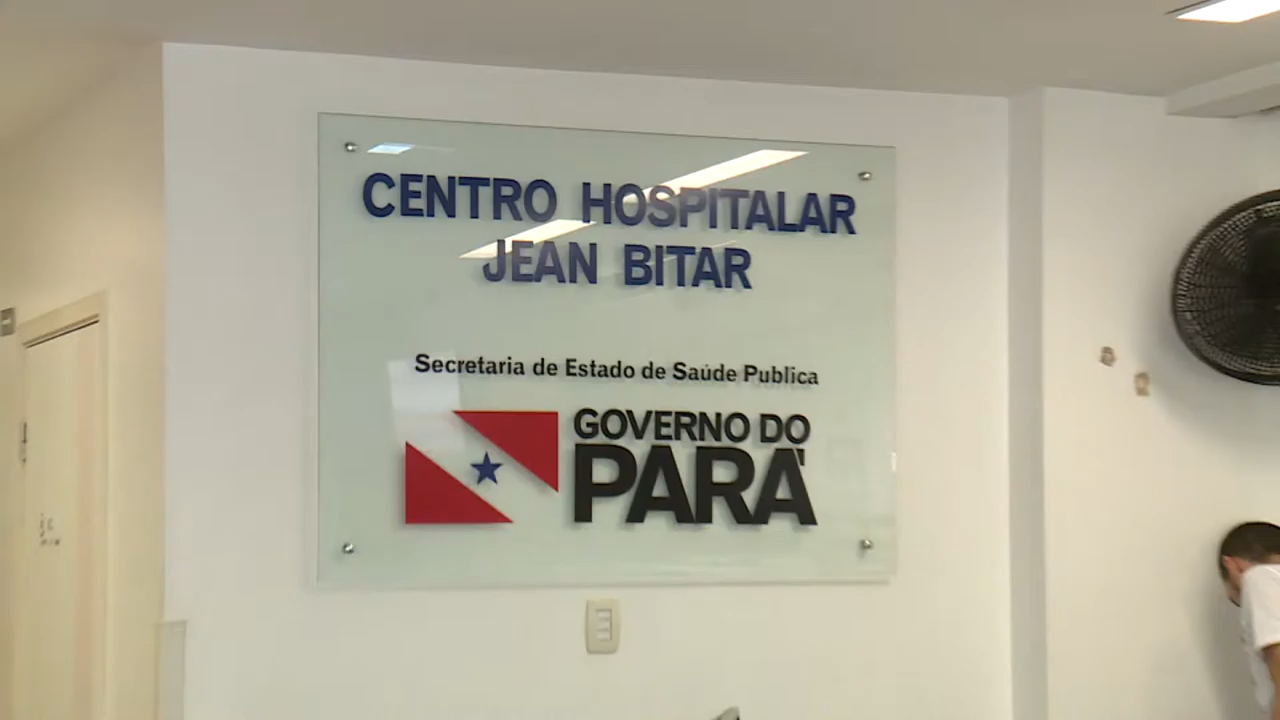 CENTRO HOSPITALAR
JEAN BITAR
Secretaria de Estado de Saúde Publica
GOVERNO DO
PARÁ